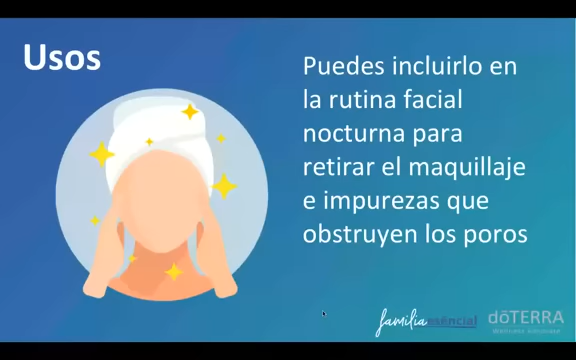 Usos
Puedes incluirlo en
la rutina facial
nocturna para
retirar el maquillaje
e impurezas que
obstruyen los poros
familia esencial
dōTERRA